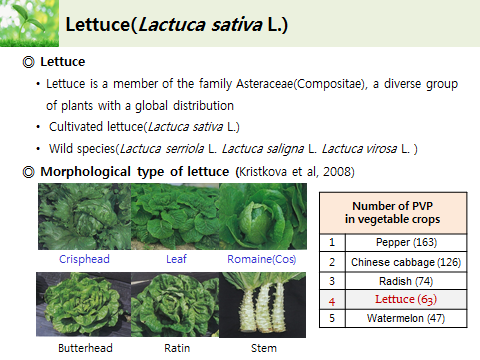 Lettuce(Lactuca sativa L.)
◎ Lettuce
• Lettuce is a member of the family Asteraceae(Compositae), a diverse group
of plants with a global distribution
• Cultivated lettuce(Lactuca sativa L.)
• Wild species(Lactuca serriola L. Lactuca saligna L. Lactuca virosa L. )
◎ Morphological type of lettuce (Kristkova et al, 2008)
Crisphead Leaf Romaine(Cos)
Butterhead Ratin Stem
Number of PVP
in vegetable crops
1 Pepper (163)
2 Chinese cabbage (126)
3 Radish (74)
4 Lettuce (63)
5 Watermelon (47)